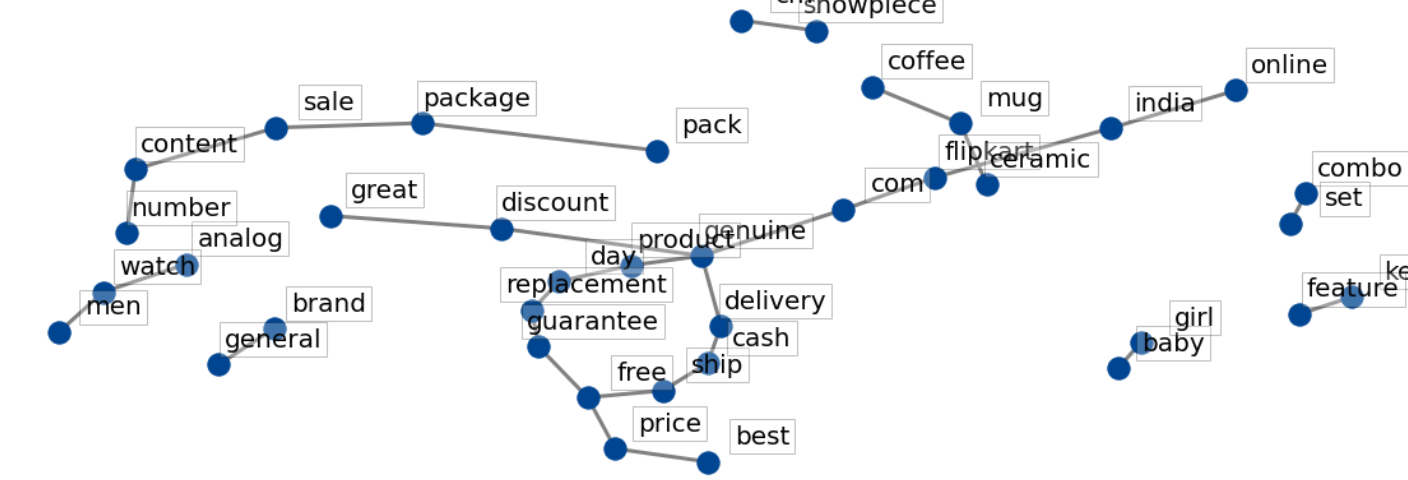 showpiece
coffee
online
sale
package
mug
india
pack
content
flipkart
ceramic
combo
great
com
set
number
discount
analog
product
genuine
watch
day
replacement
men
brand
delivery
feature
general
guarantee
cash
girl
baby
free
ship
price
best